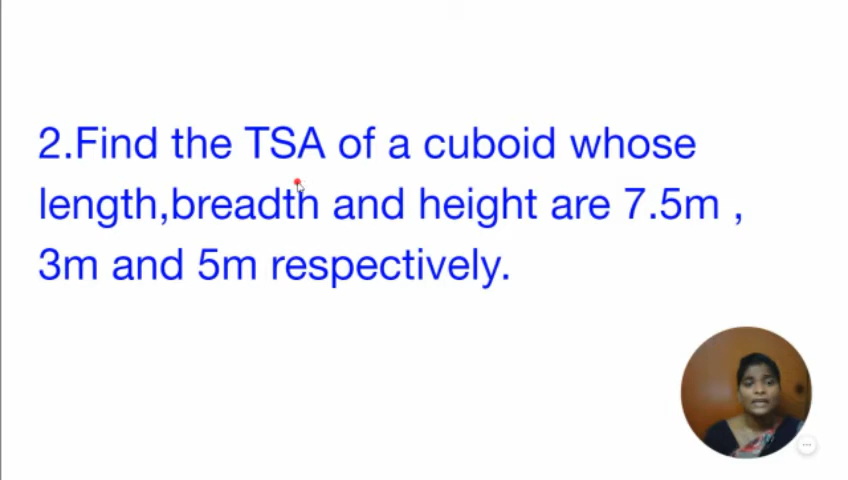 2.Find the TSA of a cuboid whose
length,breadth and height are 7.5m ,
3m and 5m respectively.